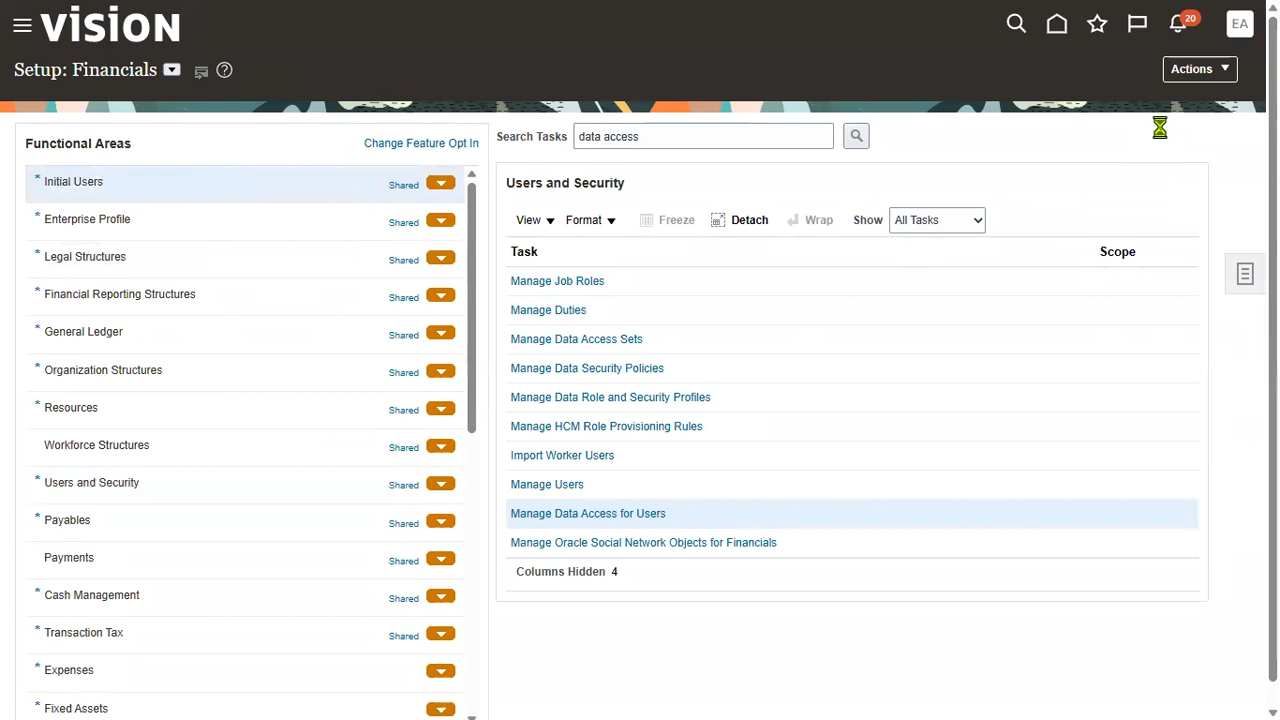 VISION
20
EA
Setup: Financials
Actions
Functional Areas
Change Feature Opt In
* Initial Users Shared
* Enterprise Profile Shared
* Legal Structures Shared
* Financial Reporting Structures Shared
* General Ledger Shared
* Organization Structures Shared
* Resources Shared
Workforce Structures Shared
* Users and Security Shared
* Payables Shared
Payments Shared
* Cash Management Shared
* Transaction Tax Shared
* Expenses
* Fixed Assets
Search Tasks data access
Users and Security
View Format Freeze Detach Wrap Show All Tasks
Task Scope
Manage Job Roles
Manage Duties
Manage Data Access Sets
Manage Data Security Policies
Manage Data Role and Security Profiles
Manage HCM Role Provisioning Rules
Import Worker Users
Manage Users
Manage Data Access for Users
Manage Oracle Social Network Objects for Financials
Columns Hidden 4